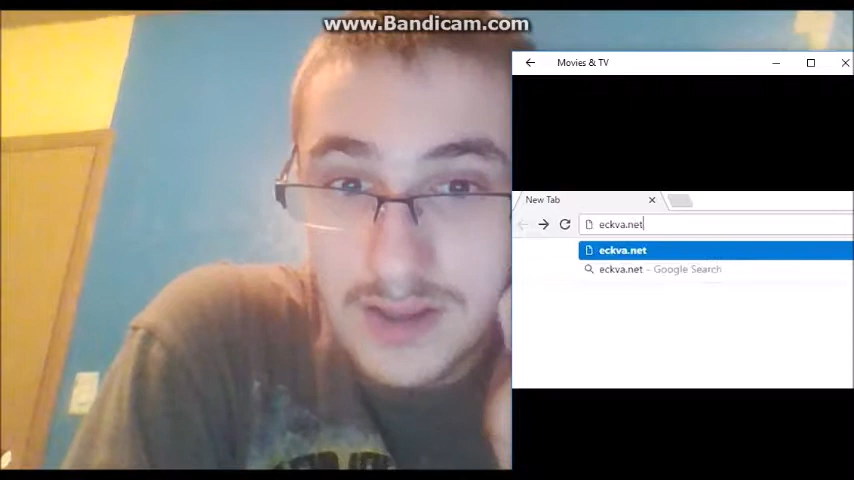 www.Bandicam.com
Movies & TV
New Tab
eckva.net
eckva.net
eckva.net - Google Search